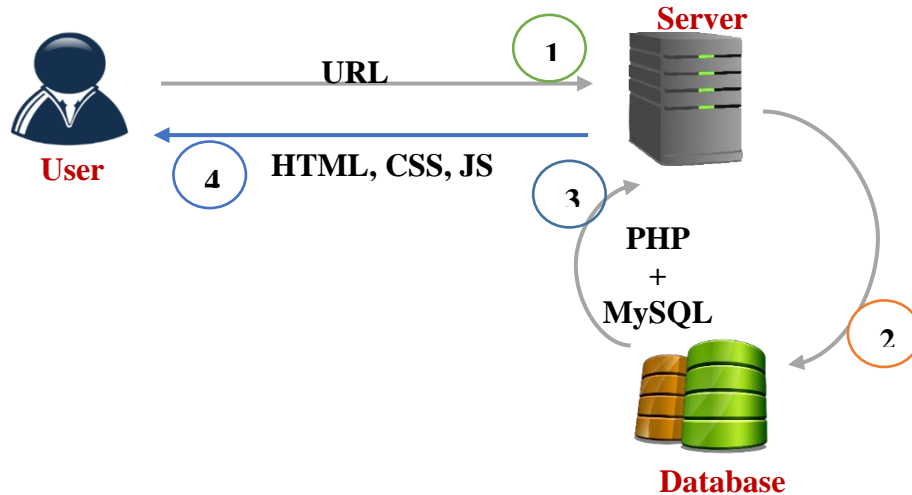 Server
1
URL
User
4
HTML, CSS, JS
3
PHP
+
MySQL
2
Database